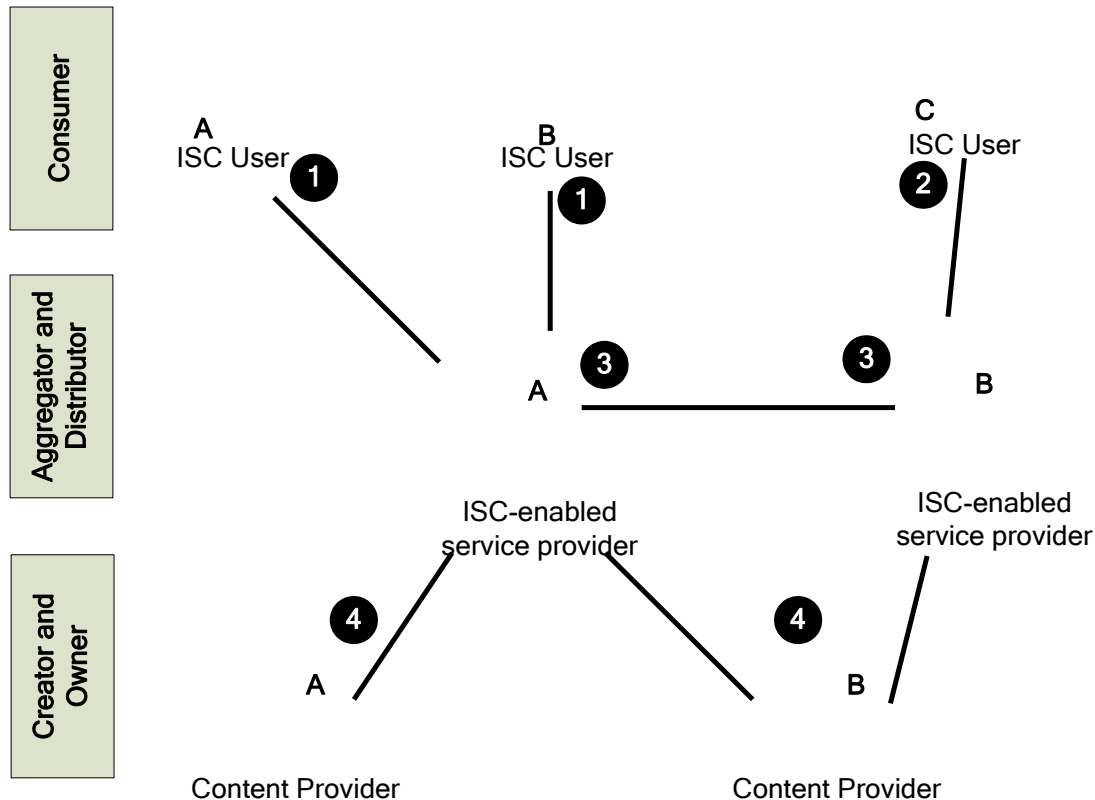 Consumer
A
ISC User
1
B
ISC User
1
C
ISC User
2
Aggregator and
Distributor
A
3
3
B
ISC-enabled
service provider
ISC-enabled
service provider
Creator and
Owner
4
A
4
B
Content Provider
Content Provider